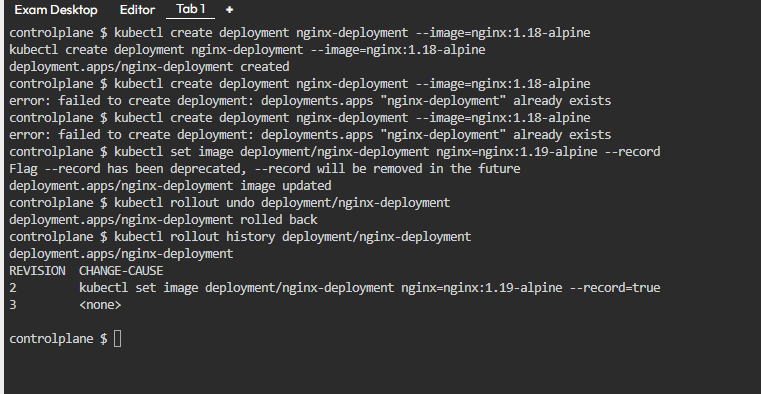 Exam Desktop Editor Tab 1 +
controlplane $ kubectl create deployment nginx-deployment --image=nginx:1.18-alpine
kubectl create deployment nginx-deployment --image=nginx:1.18-alpine
deployment.apps/nginx-deployment created
controlplane $ kubectl create deployment nginx-deployment --image=nginx:1.18-alpine
error: failed to create deployment: deployments.apps "nginx-deployment" already exists
controlplane $ kubectl create deployment nginx-deployment --image=nginx:1.18-alpine
error: failed to create deployment: deployments.apps "nginx-deployment" already exists
controlplane $ kubectl set image deployment/nginx-deployment nginx=nginx:1.19-alpine --record
Flag --record has been deprecated, --record will be removed in the future
deployment.apps/nginx-deployment image updated
controlplane $ kubectl rollout undo deployment/nginx-deployment
deployment.apps/nginx-deployment rolled back
controlplane $ kubectl rollout history deployment/nginx-deployment
deployment.apps/nginx-deployment
REVISION  CHANGE-CAUSE
2         kubectl set image deployment/nginx-deployment nginx=nginx:1.19-alpine --record=true
3         <none>
controlplane $